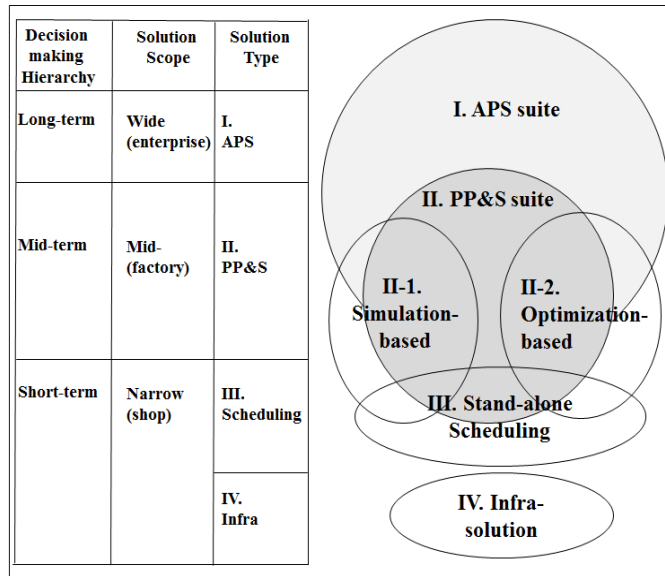 Decision
making
Hierarchy
Solution
Scope
Solution
Type
Long-term
Wide
(enterprise)
I.
APS
Mid-term
Mid-
(factory)
II.
PP&S
Short-term
Narrow
(shop)
III.
Scheduling
IV.
Infra
I. APS suite
II. PP&S suite
II-1.
Simulation-
based
II-2.
Optimization-
based
III. Stand-alone
Scheduling
IV. Infra-
solution